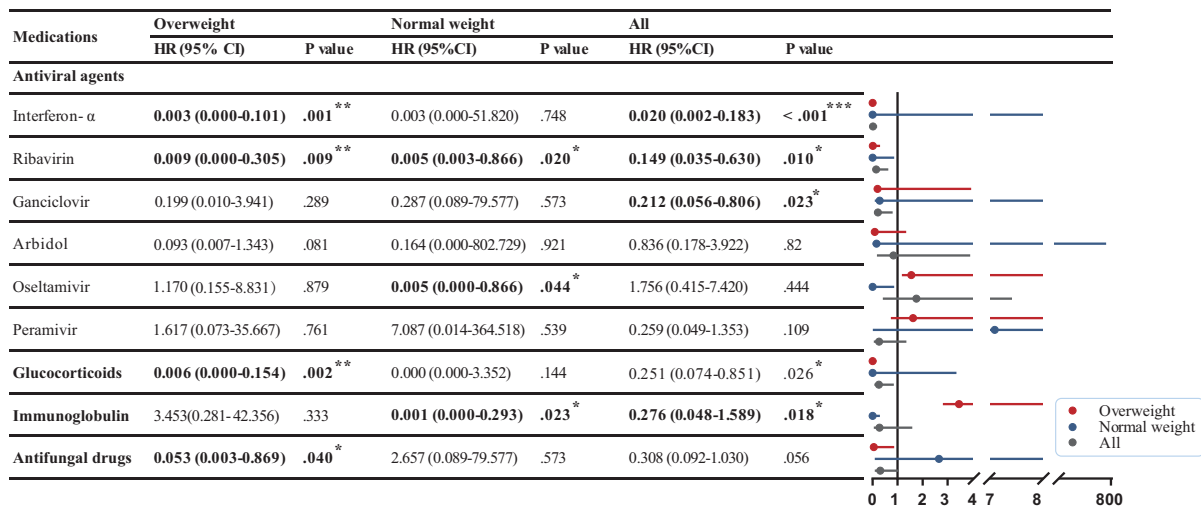 Medications Overweight Normal weight All
HR (95% CI) P value HR (95%CI) P value HR (95%CI) P value
Antiviral agents
Interferon- α 0.003 (0.000-0.101) .001** 0.003 (0.000-51.820) .748 0.020 (0.002-0.183) < .001***
Ribavirin 0.009 (0.000-0.305) .009** 0.005 (0.003-0.866) .020* 0.149 (0.035-0.630) .010*
Ganciclovir 0.199 (0.010-3.941) .289 0.287 (0.089-79.577) .573 0.212 (0.056-0.806) .023*
Arbidol 0.093 (0.007-1.343) .081 0.164 (0.000-802.729) .921 0.836 (0.178-3.922) .82
Oseltamivir 1.170 (0.155-8.831) .879 0.005 (0.000-0.866) .044* 1.756 (0.415-7.420) .444
Peramivir 1.617 (0.073-35.667) .761 7.087 (0.014-364.518) .539 0.259 (0.049-1.353) .109
Glucocorticoids 0.006 (0.000-0.154) .002** 0.000 (0.000-3.352) .144 0.251 (0.074-0.851) .026*
Immunoglobulin 3.453(0.281- 42.356) .333 0.001 (0.000-0.293) .023* 0.276 (0.048-1.589) .018*
Antifungal drugs 0.053 (0.003-0.869) .040* 2.657 (0.089-79.577) .573 0.308 (0.092-1.030) .056
Overweight
Normal weight
All
0 1 2 3 4 7 8 800